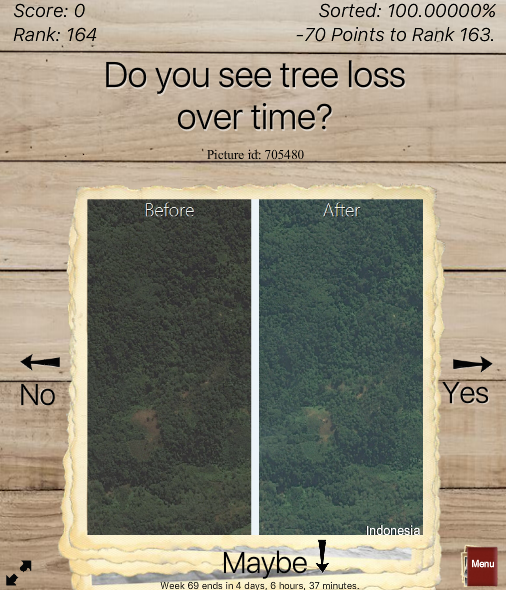 Score: 0
Sorted: 100.00000%
Rank: 164
-70 Points to Rank 163.
Do you see tree loss
over time?
Picture id: 705480
Before
After
No
Yes
Indonesia
Maybe
Menu
Week 69 ends in 4 days, 6 hours, 37 minutes.